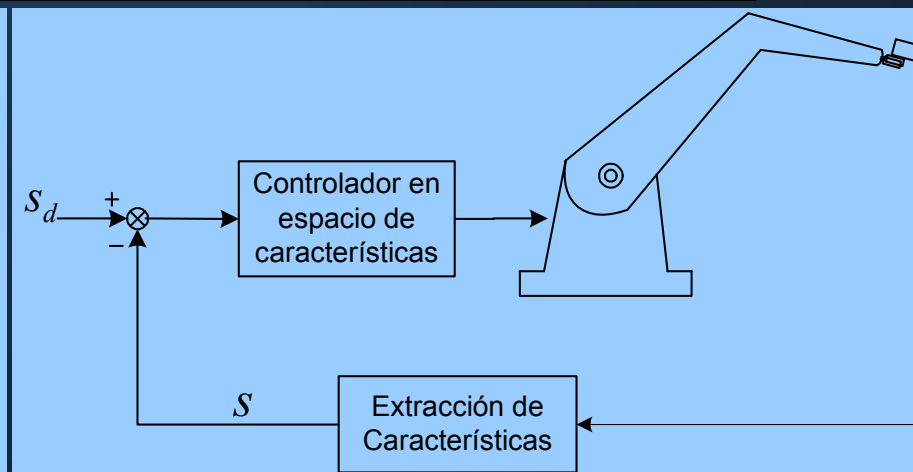 Controlador en
espacio de
características
S_d
+
−
S
Extracción de
Características